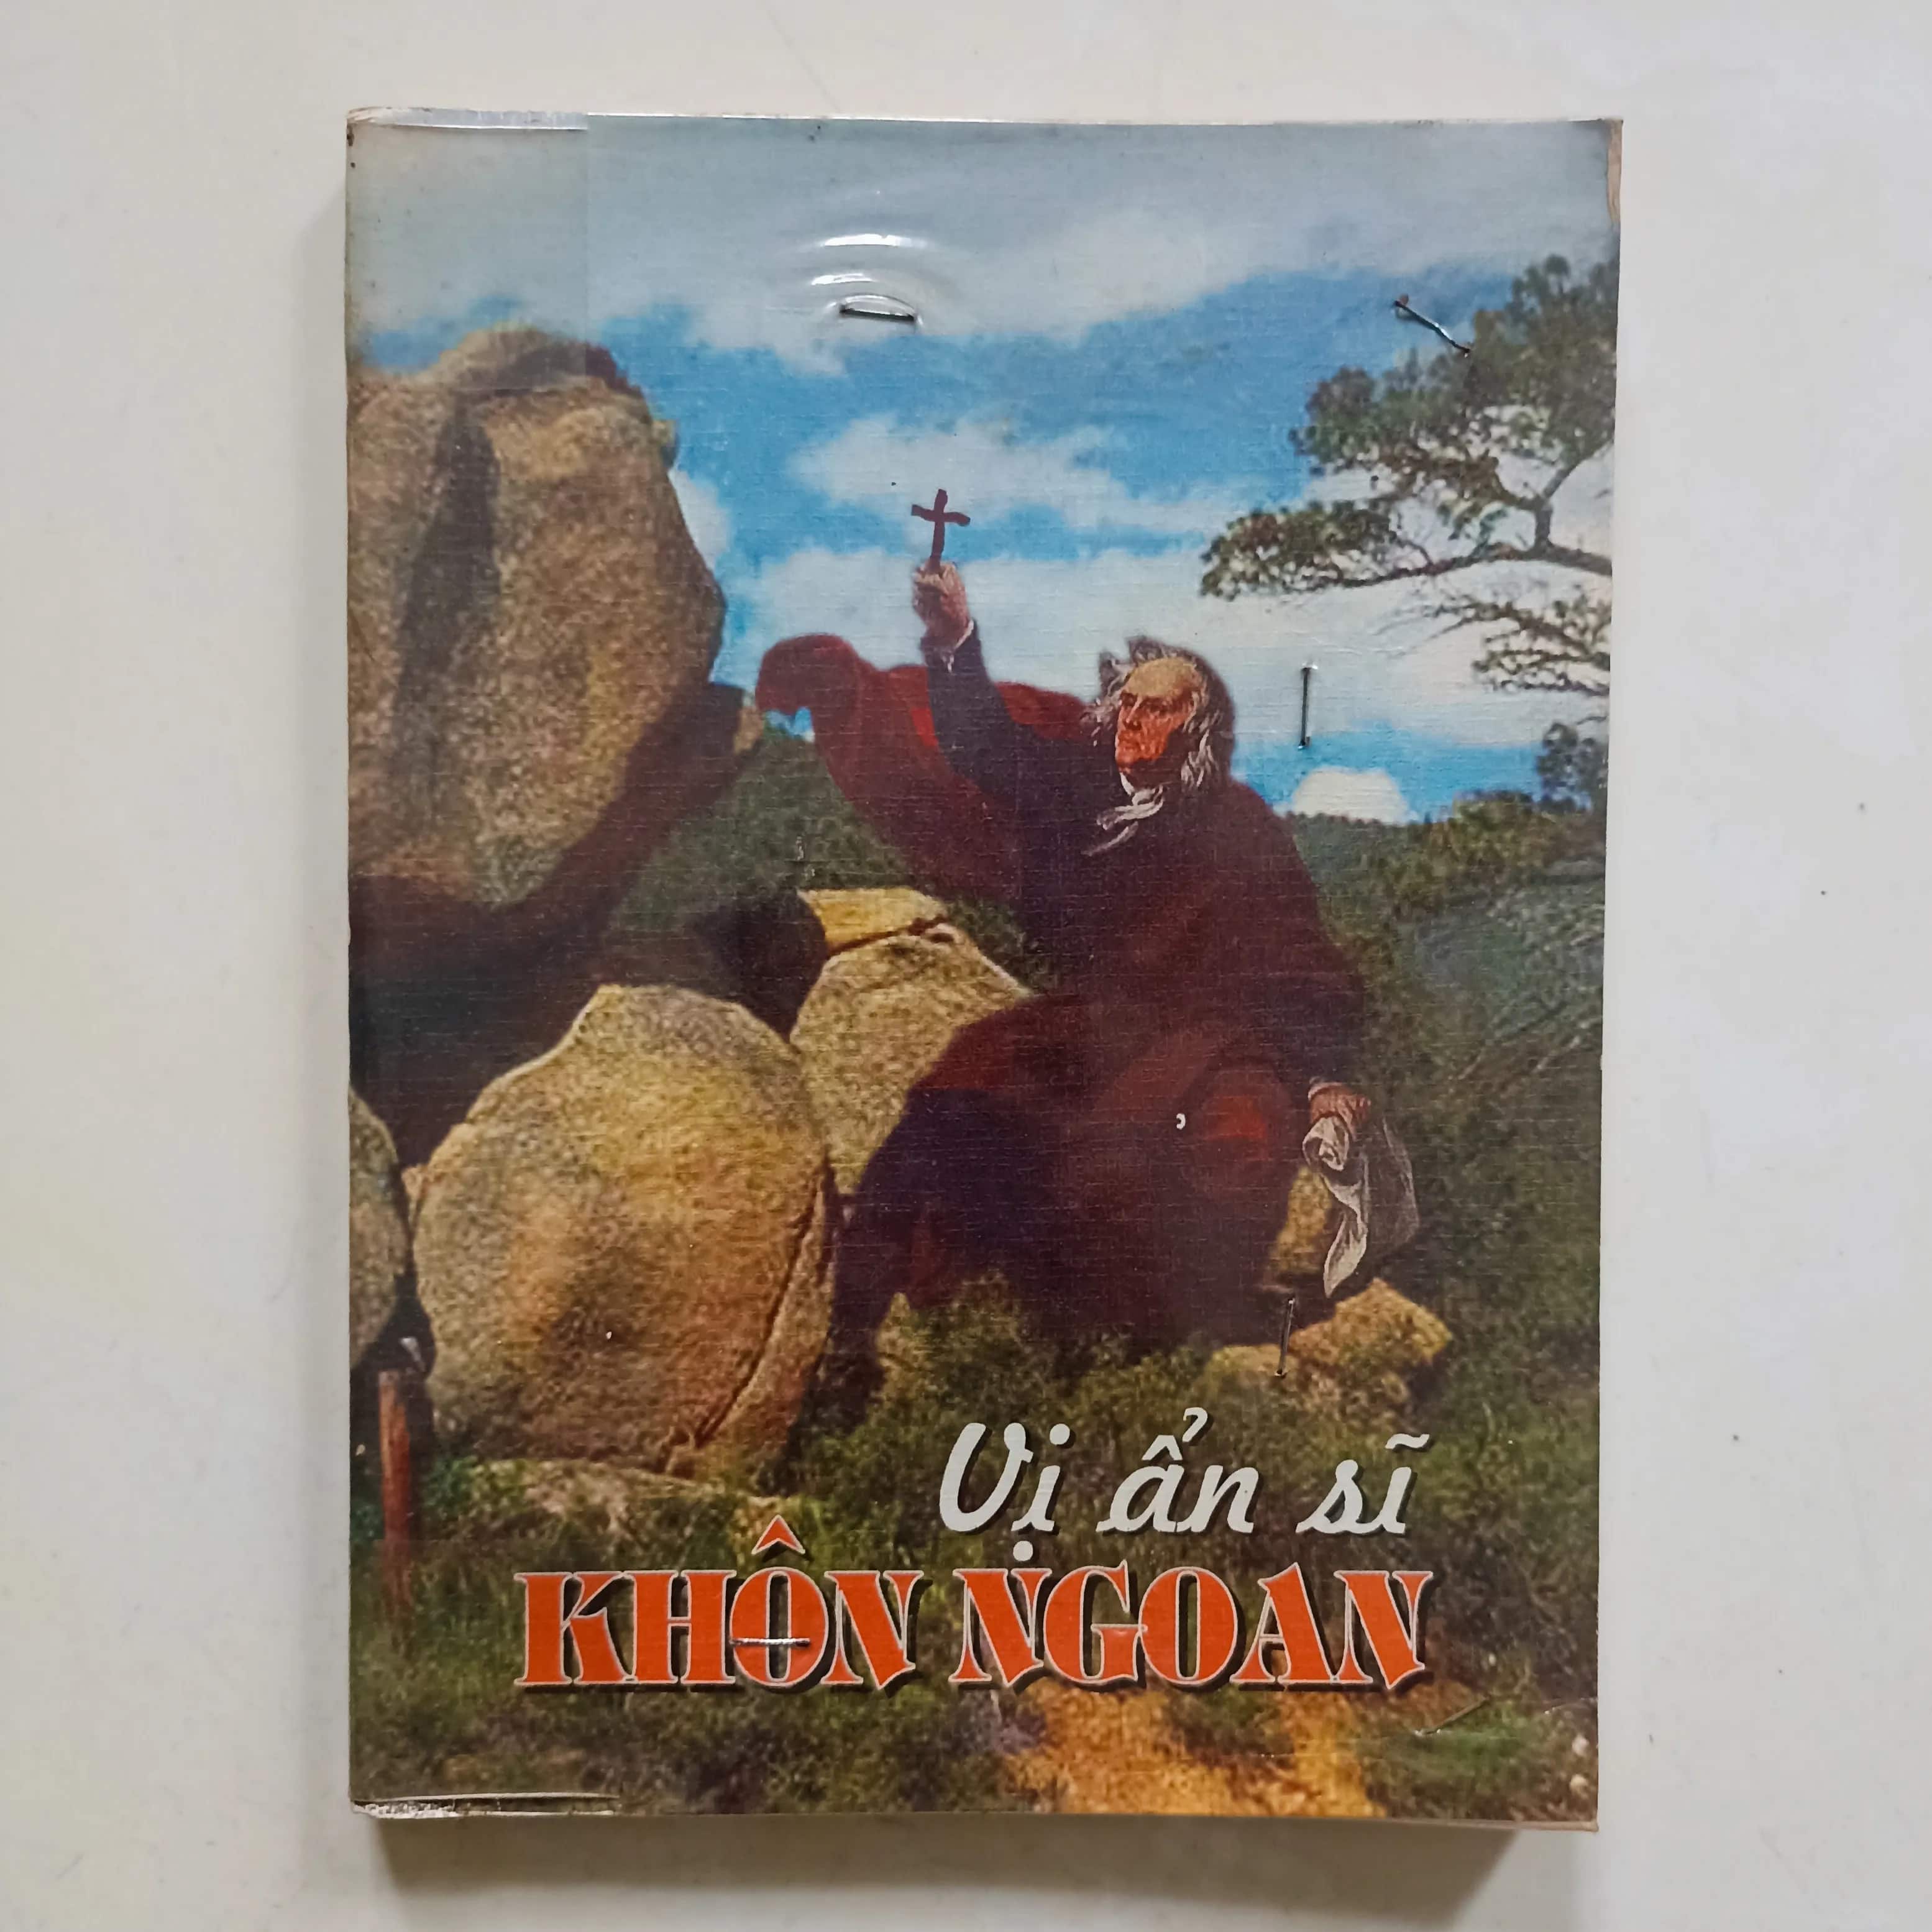 Vị ẩn sĩ
KHÔN NGOAN